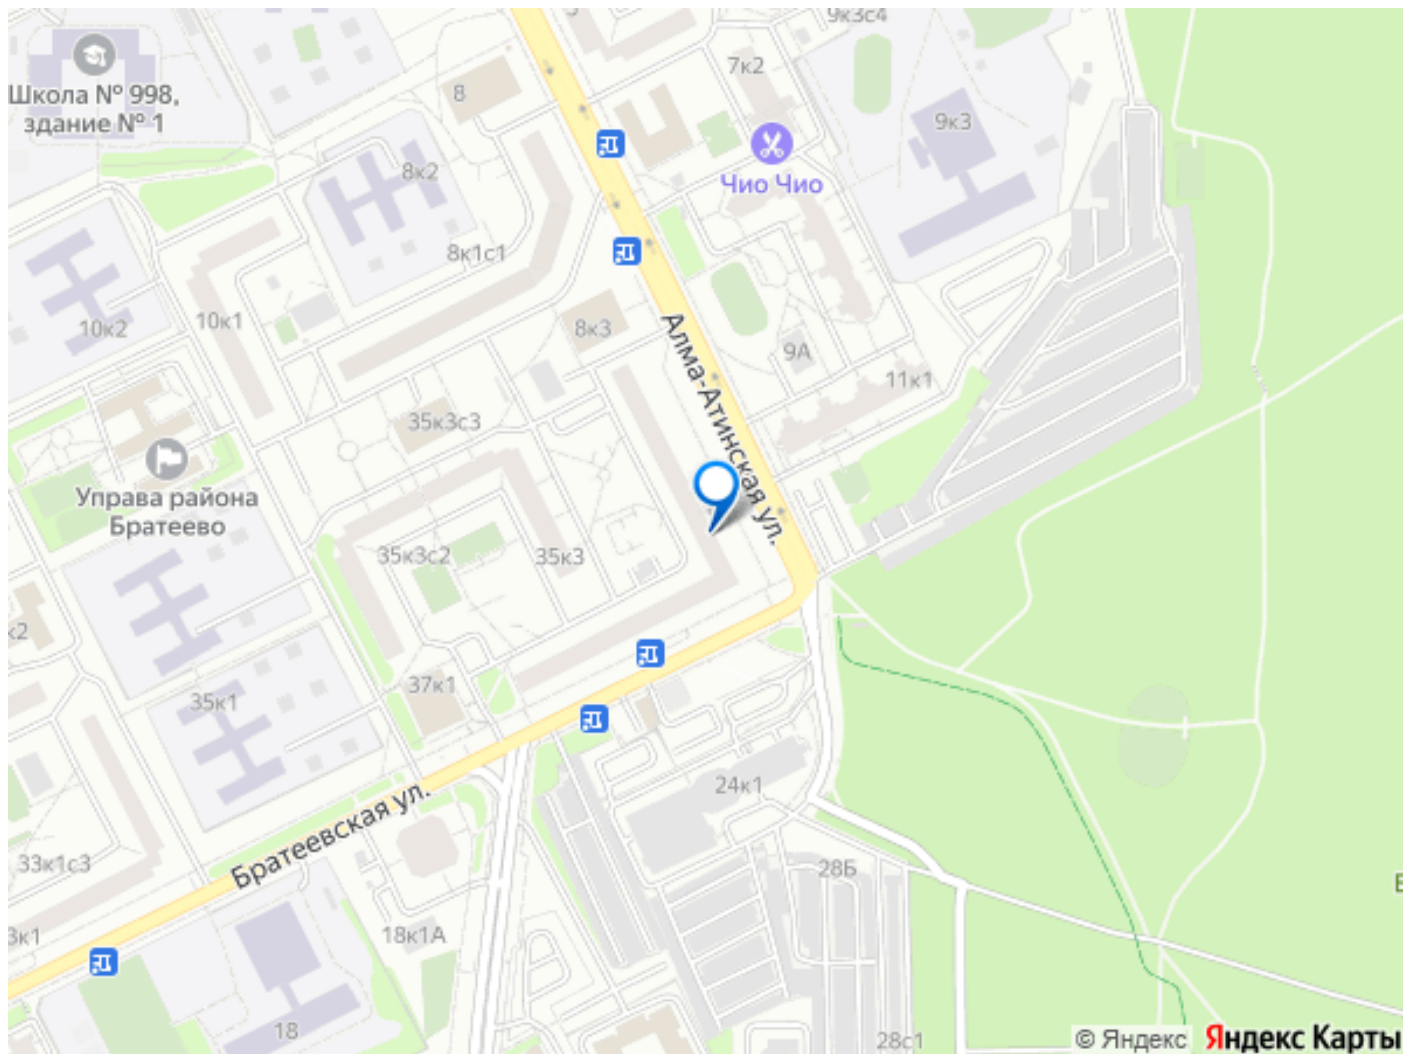 9к3с4
7к2
Школа № 998,
здание № 1
8
9к3
8к2
Чио Чио
8к1с1
10к2
10к1
8к3
Алма-Атинская ул.
9А
11к1
35к3с3
Управа района
Братеево
35к3с2
35к3
к2
35к1
37к1
24к1
Братеевская ул.
33к1с3
28Б
3к1
18к1А
18
28с1
© Яндекс
Яндекс Карты